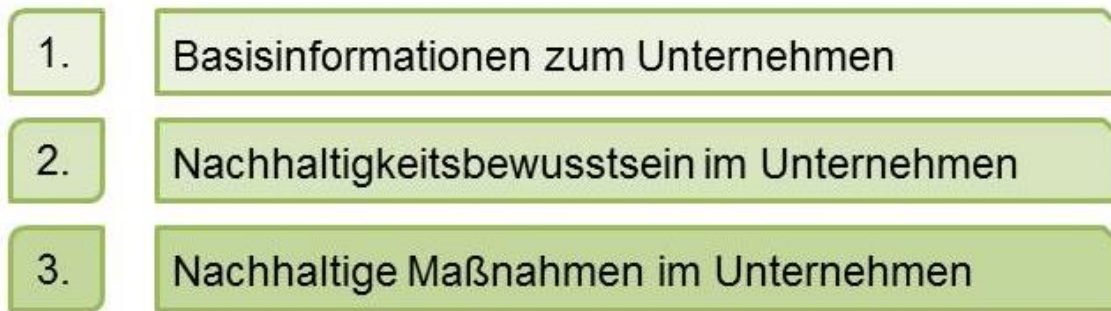 1. Basisinformationen zum Unternehmen
2. Nachhaltigkeitsbewusstsein im Unternehmen
3. Nachhaltige Maßnahmen im Unternehmen